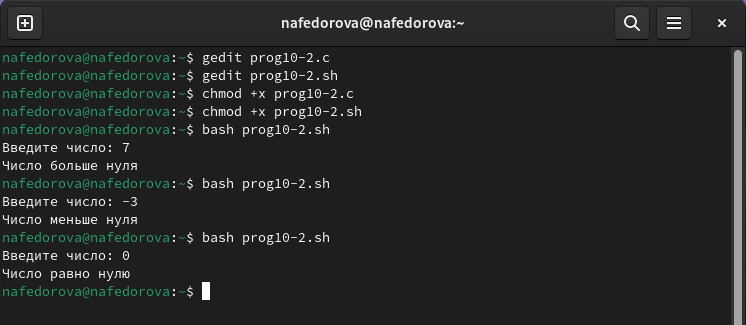 nafedorova@nafedorova:~
nafedorova@nafedorova:~$ gedit prog10-2.c
nafedorova@nafedorova:~$ gedit prog10-2.sh
nafedorova@nafedorova:~$ chmod +x prog10-2.c
nafedorova@nafedorova:~$ chmod +x prog10-2.sh
nafedorova@nafedorova:~$ bash prog10-2.sh
Введите число: 7
Число больше нуля
nafedorova@nafedorova:~$ bash prog10-2.sh
Введите число: -3
Число меньше нуля
nafedorova@nafedorova:~$ bash prog10-2.sh
Введите число: 0
Число равно нулю
nafedorova@nafedorova:~$